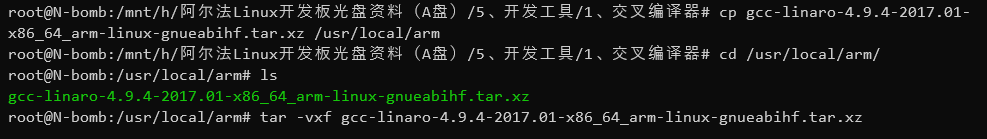 root@N-bomb:/mnt/h/阿尔法Linux开发板光盘资料（A盘）/5、开发工具/1、交叉编译器# cp gcc-linaro-4.9.4-2017.01-
x86_64_arm-linux-gnueabihf.tar.xz /usr/local/arm
root@N-bomb:/mnt/h/阿尔法Linux开发板光盘资料（A盘）/5、开发工具/1、交叉编译器# cd /usr/local/arm/
root@N-bomb:/usr/local/arm# ls
gcc-linaro-4.9.4-2017.01-x86_64_arm-linux-gnueabihf.tar.xz
root@N-bomb:/usr/local/arm# tar -vxf gcc-linaro-4.9.4-2017.01-x86_64_arm-linux-gnueabihf.tar.xz